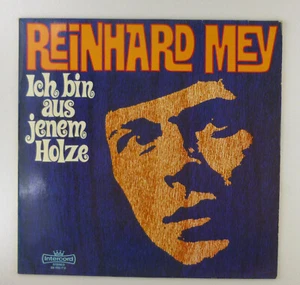 REINHARD MEY
Ich bin
aus
jenem
Holze
Intercord